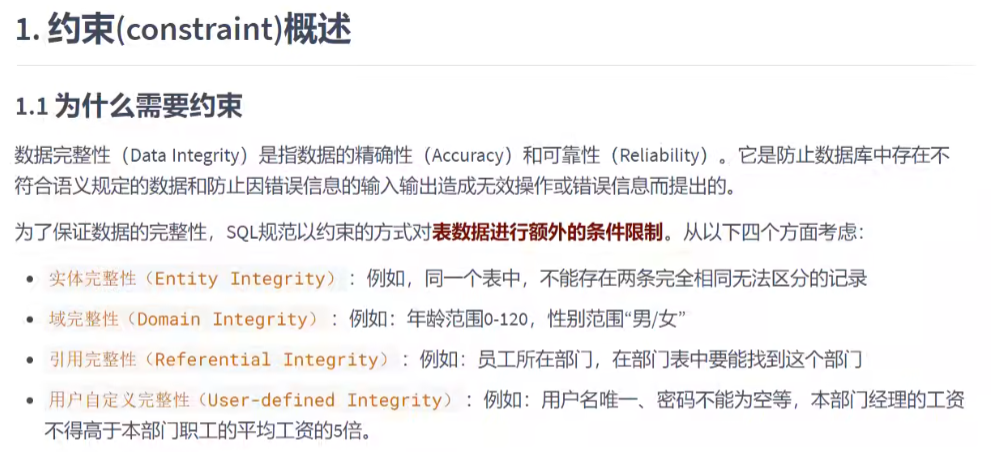 1. 约束(constraint)概述
1.1 为什么需要约束
数据完整性（Data Integrity）是指数据的精确性（Accuracy）和可靠性（Reliability）。它是防止数据库中存在不
符合语义规定的数据和防止因错误信息的输入输出造成无效操作或错误信息而提出的。
为了保证数据的完整性，SQL规范以约束的方式对表数据进行额外的条件限制。从以下四个方面考虑：
• 实体完整性（Entity Integrity）：例如，同一个表中，不能存在两条完全相同无法区分的记录
• 域完整性（Domain Integrity）：例如：年龄范围0-120，性别范围“男/女”
• 引用完整性（Referential Integrity）：例如：员工所在部门，在部门表中要能找到这个部门
• 用户自定义完整性（User-defined Integrity）：例如：用户名唯一、密码不能为空等，本部门经理的工资
不得高于本部门职工的平均工资的5倍。